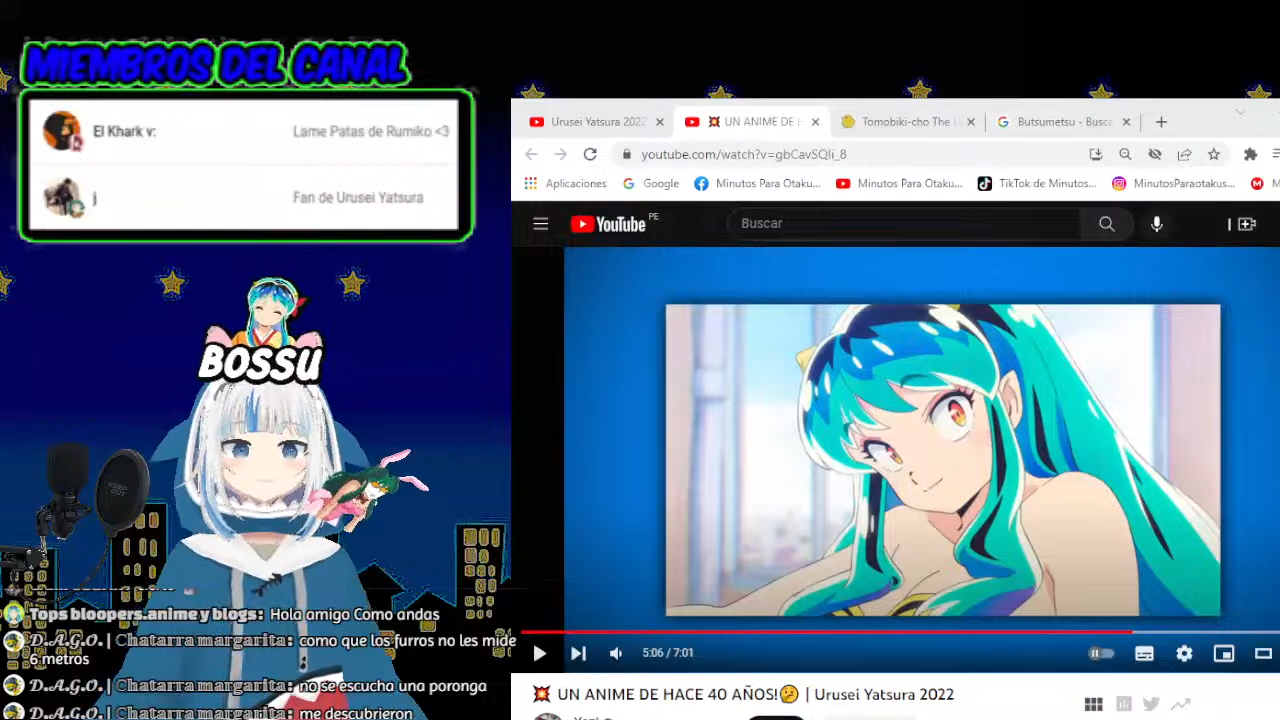 MIEMBROS DEL CANAL
El Khark v:
Lame Patas de Rumiko <3
j
Fan de Urusei Yatsura
BOSSU
KEEP OUT
Tops bloopers.anime y blogs: Hola amigo Como andas
D.A.G.O. | Chatarra margarita: como que los furros no les mide
6 metros
D.A.G.O. | Chatarra margarita: no se escucha una poronga
D.A.G.O. | Chatarra margarita: me descubrieron
Urusei Yatsura 2022
UN ANIME DE
Tomobiki-cho The
Butsumetsu - Busca
youtube.com/watch?v=gbCavSQli_8
Aplicaciones
Google
Minutos Para Otaku...
Minutos Para Otaku...
TikTok de Minutos...
MinutosParaotakus...
YouTube PE
Buscar
5:06 / 7:01
💥 UN ANIME DE HACE 40 AÑOS!🤔 | Urusei Yatsura 2022